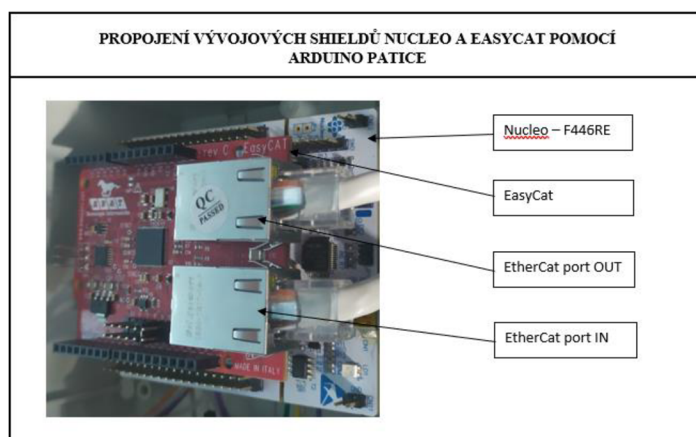 PROPOJENÍ VÝVOJOVÝCH SHIELDŮ NUCLEO A EASYCAT POMOCÍ
ARDUINO PATICE
Nucleo – F446RE
EasyCat
EtherCat port OUT
EtherCat port IN
rev C EasyCAT
QC
PASSED
MADE IN ITALY